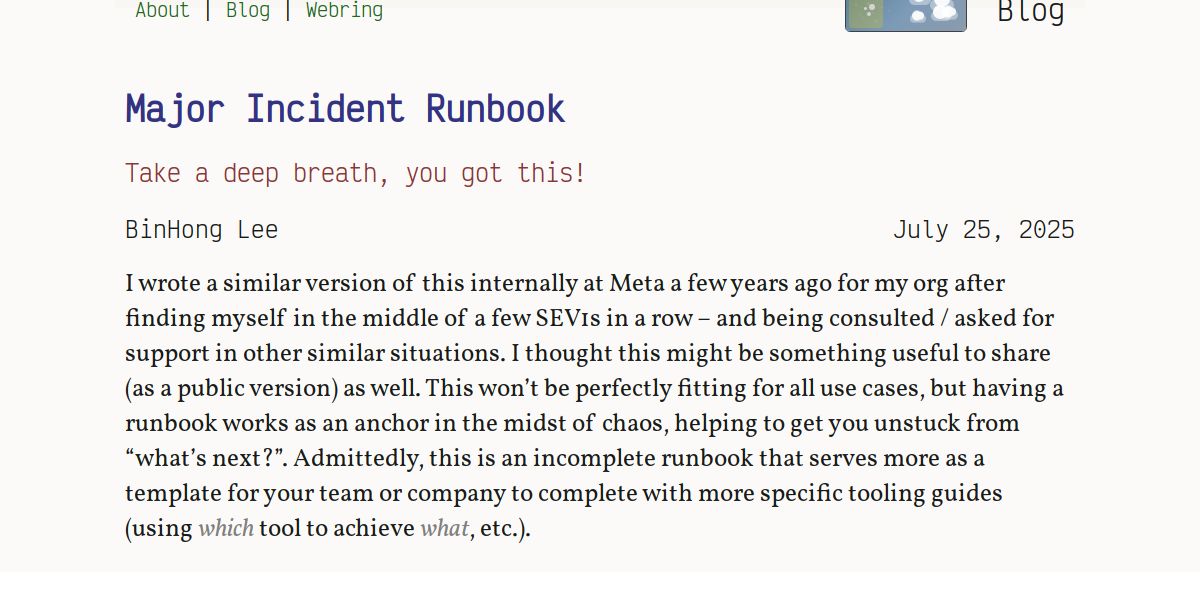 About | Blog | Webring
Blog
Major Incident Runbook
Take a deep breath, you got this!
BinHong Lee
July 25, 2025
I wrote a similar version of this internally at Meta a few years ago for my org after
finding myself in the middle of a few SEV1s in a row – and being consulted / asked for
support in other similar situations. I thought this might be something useful to share
(as a public version) as well. This won’t be perfectly fitting for all use cases, but having a
runbook works as an anchor in the midst of chaos, helping to get you unstuck from
“what’s next?”. Admittedly, this is an incomplete runbook that serves more as a
template for your team or company to complete with more specific tooling guides
(using which tool to achieve what, etc.).